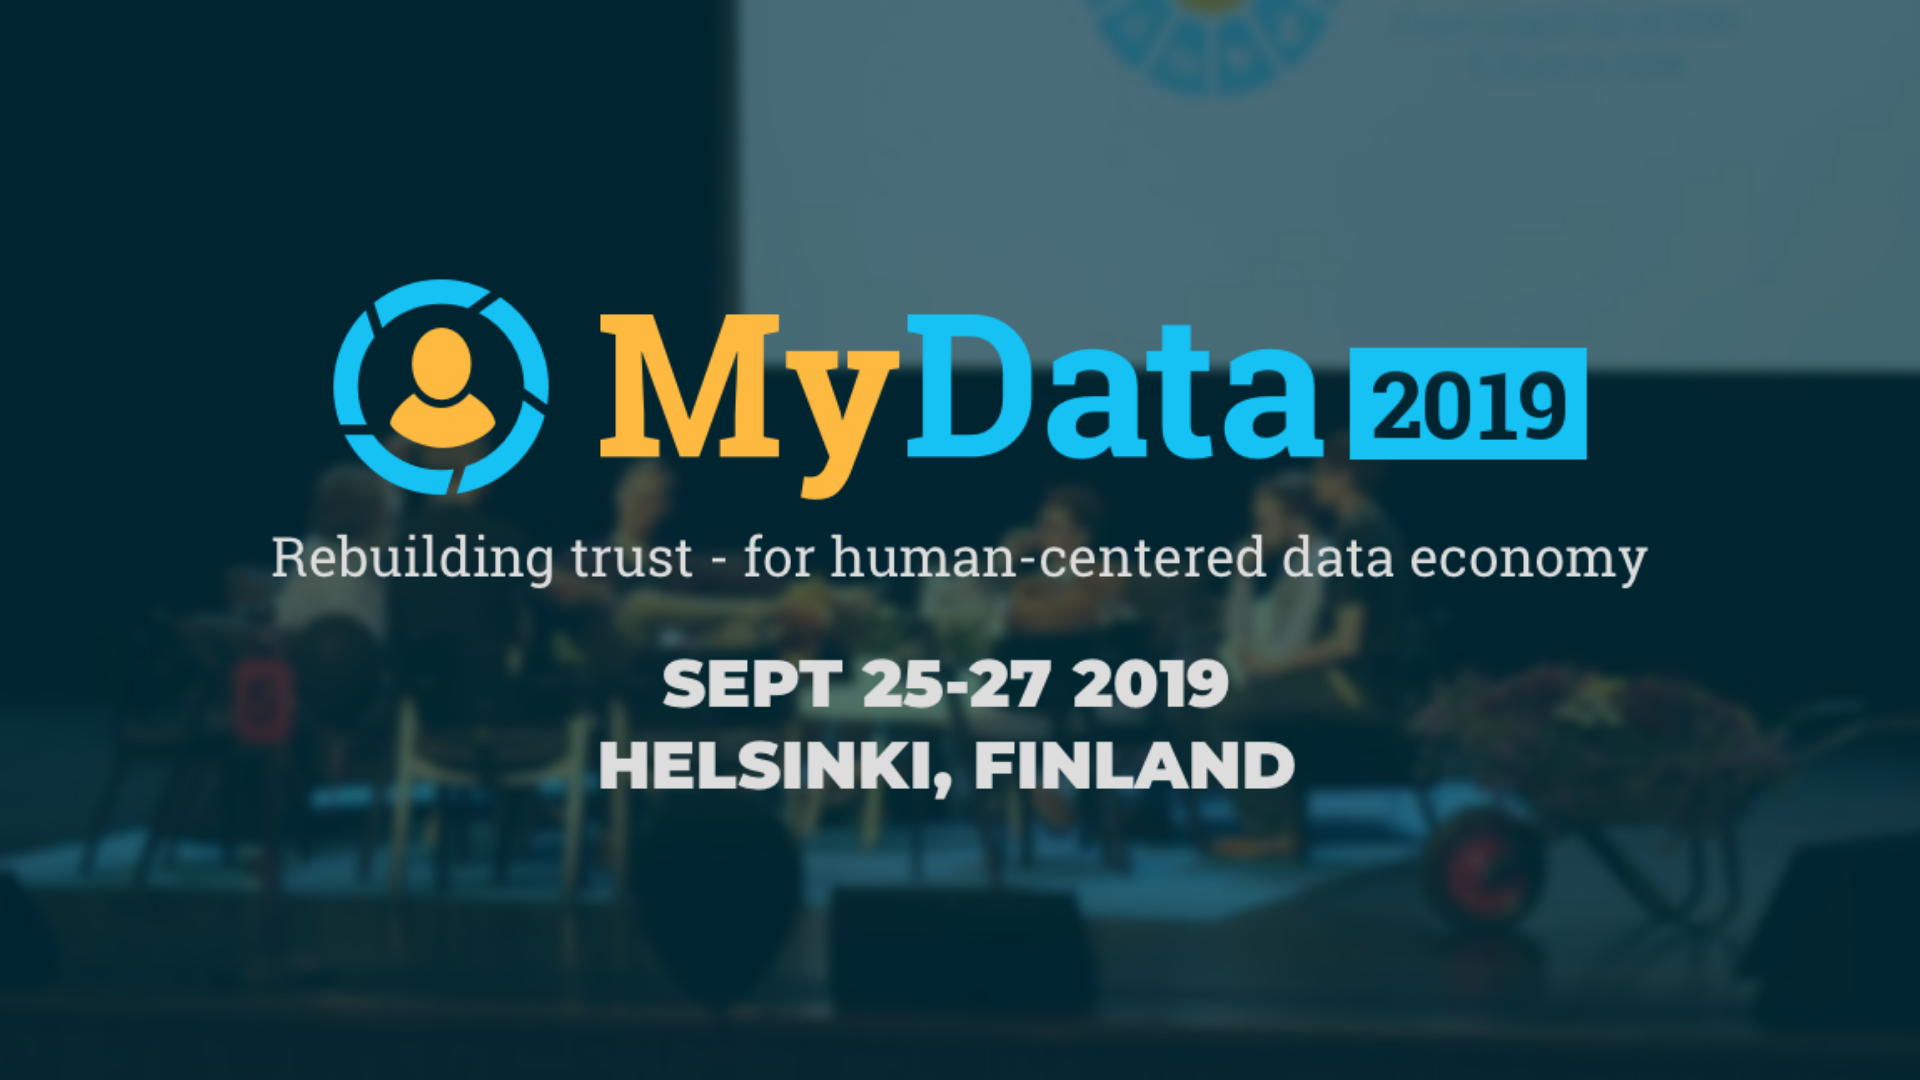 MyData 2019
Rebuilding trust - for human-centered data economy
SEPT 25-27 2019
HELSINKI, FINLAND